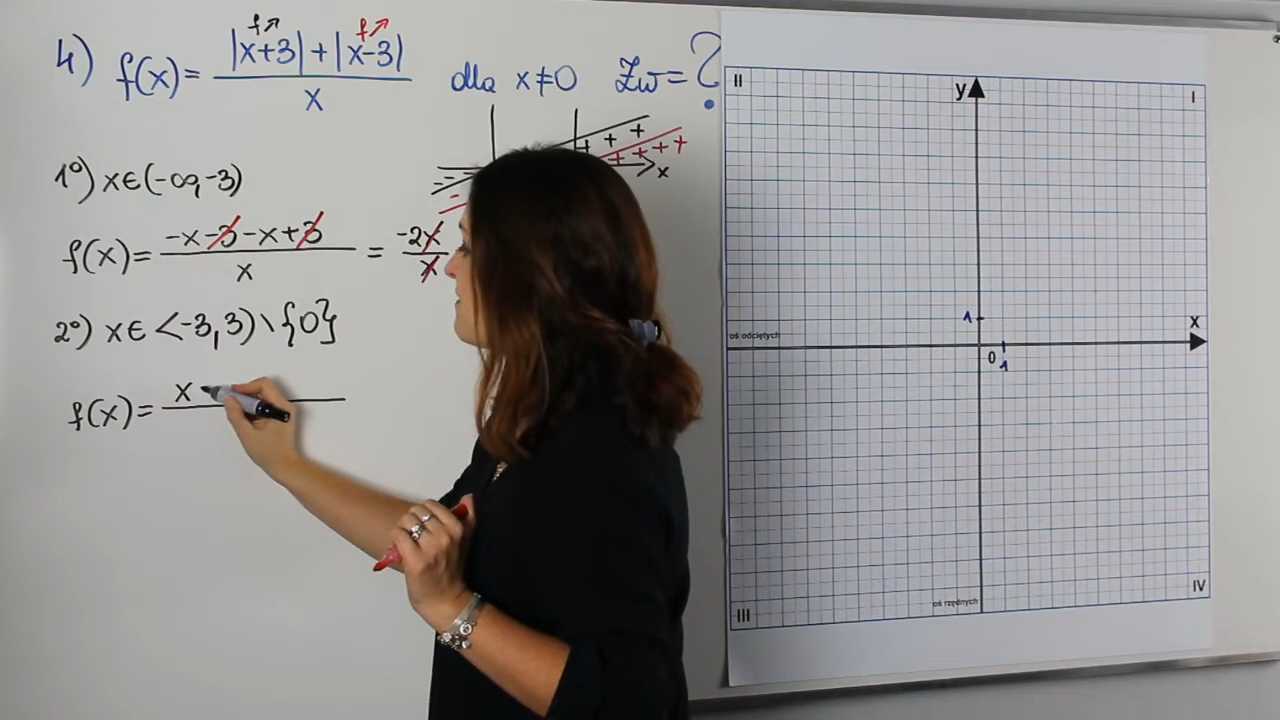 4) f(x) = |x+3| + |x-3| / x dla x≠0 Zw = ?
f↗ f↗
- - + + +
- + + + +
x
1°) x∈(-∞,-3)
f(x) = -x-3-x+3 / x = -2x / x
2°) x∈<-3,3)\{0}
f(x) = x
II
y
I
oś odciętych
1
x
0
1
III
oś rzędnych
IV